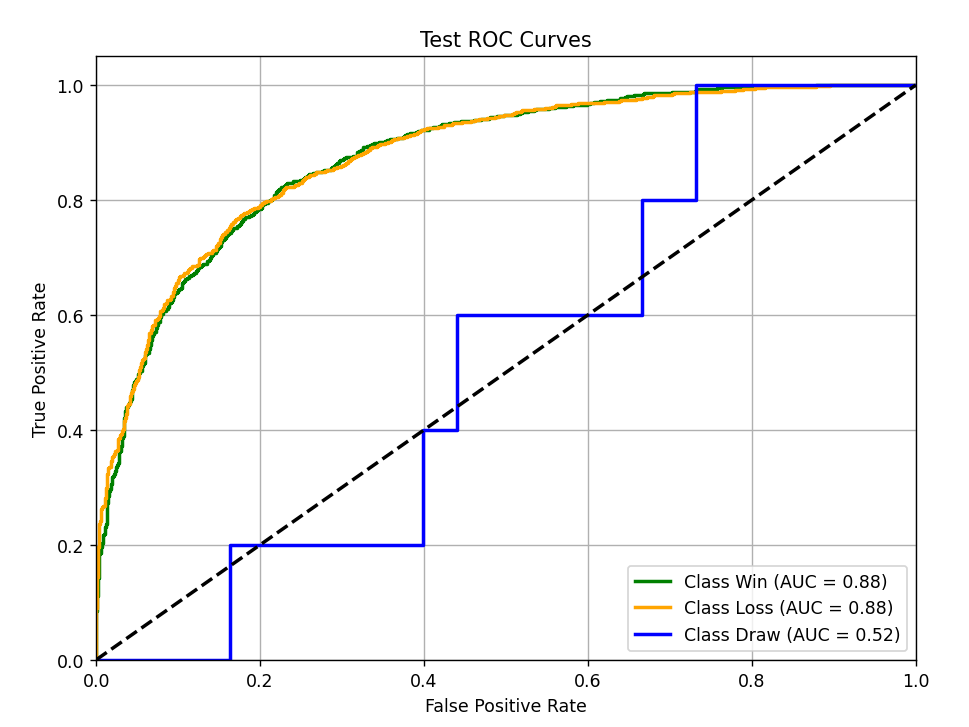 Test ROC Curves
True Positive Rate
1.0
0.8
0.6
0.4
0.2
0.0
Class Win (AUC = 0.88)
Class Loss (AUC = 0.88)
Class Draw (AUC = 0.52)
0.0 0.2 0.4 0.6 0.8 1.0
False Positive Rate